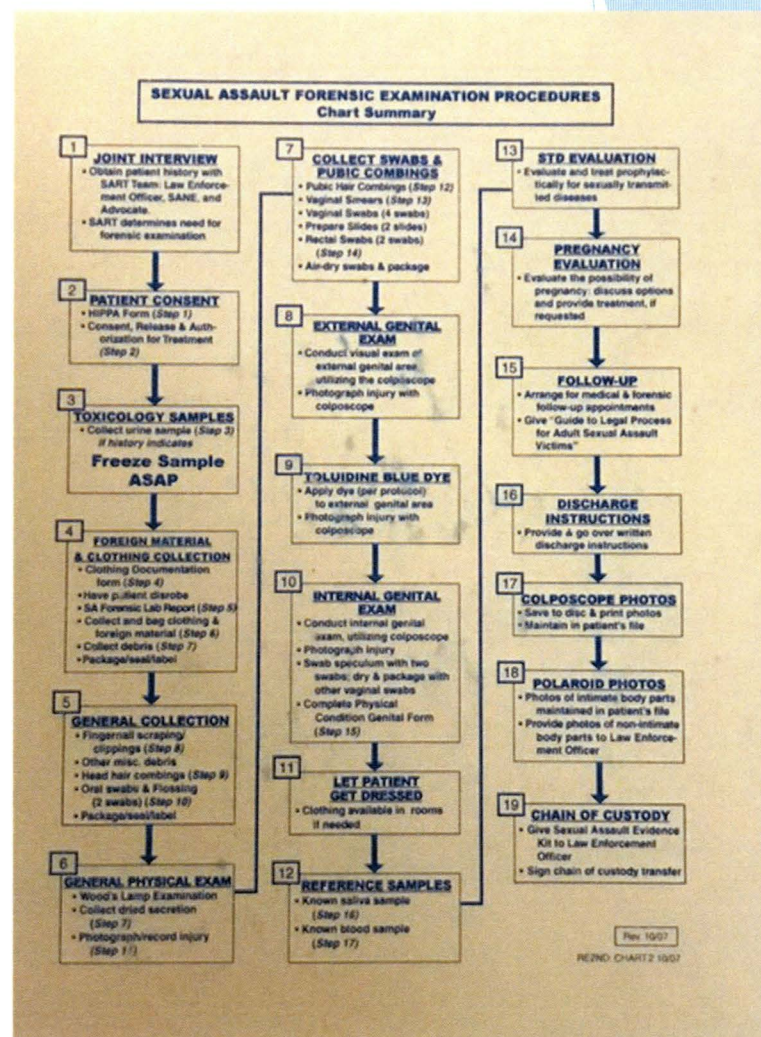 SEXUAL ASSAULT FORENSIC EXAMINATION PROCEDURES
Chart Summary
1
JOINT INTERVIEW
• Obtain patient history with
SART Team: Law Enforce-
ment Officer, SANE, and
Advocate.
• SART determines need for
forensic examination
2
PATIENT CONSENT
• HIPPA Form (Step 1)
• Consent, Release & Auth-
orization for Treatment
(Step 2)
3
TOXICOLOGY SAMPLES
• Collect urine sample (Step 3)
if history indicates
Freeze Sample
ASAP
4
FOREIGN MATERIAL
& CLOTHING COLLECTION
• Clothing Documentation
form (Step 4)
• Have patient disrobe
• SA Forensic Lab Report (Step 5)
• Collect and bag clothing &
foreign material (Step 6)
• Collect debris (Step 7)
• Package/seal/label
5
GENERAL COLLECTION
• Fingernail scraping/
clippings (Step 8)
• Other misc. debris
• Head hair combings (Step 9)
• Oral swabs & Flossing
(2 swabs) (Step 10)
• Package/seal/label
6
GENERAL PHYSICAL EXAM
• Wood's Lamp Examination
• Collect dried secretion
(Step 7)
• Photograph/record injury
(Step 11)
7
COLLECT SWABS &
PUBIC COMBINGS
• Pubic Hair Combings (Step 12)
• Vaginal Smears (Step 13)
• Vaginal Swabs (4 swabs)
• Prepare Slides (2 slides)
• Rectal Swabs (2 swabs)
(Step 14)
• Air-dry swabs & package
8
EXTERNAL GENITAL
EXAM
• Conduct visual exam of
external genital area,
utilizing the colposcope
• Photograph injury with
colposcope
9
TOLUIDINE BLUE DYE
• Apply dye (per protocol)
to external genital area
• Photograph injury with
colposcope
10
INTERNAL GENITAL
EXAM
• Conduct internal genital
exam, utilizing colposcope
• Photograph injury
• Swab speculum with two
swabs; dry & package with
other vaginal swabs
• Complete Physical
Condition Genital Form
(Step 15)
11
LET PATIENT
GET DRESSED
• Clothing available in rooms
if needed
12
REFERENCE SAMPLES
• Known saliva sample
(Step 16)
• Known blood sample
(Step 17)
13
STD EVALUATION
• Evaluate and treat prophylac-
tically for sexually transmit-
ted diseases
14
PREGNANCY
EVALUATION
• Evaluate the possibility of
pregnancy: discuss options
and provide treatment, if
requested
15
FOLLOW-UP
• Arrange for medical & forensic
follow-up appointments
• Give "Guide to Legal Process
for Adult Sexual Assault
Victims"
16
DISCHARGE
INSTRUCTIONS
• Provide & go over written
discharge instructions
17
COLPOSCOPE PHOTOS
• Save to disc & print photos
• Maintain in patient's file
18
POLAROID PHOTOS
• Photos of intimate body parts
maintained in patient's file
• Provide photos of non-intimate
body parts to Law Enforce-
ment Officer
19
CHAIN OF CUSTODY
• Give Sexual Assault Evidence
Kit to Law Enforcement
Officer
• Sign chain of custody transfer
Rev. 10/07
RE2ND: CHART2 10/07